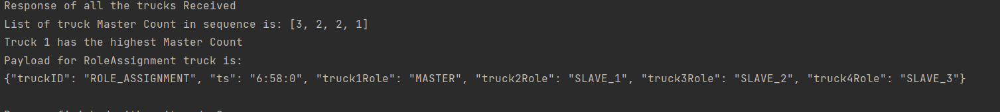 Response of all the trucks Received
List of truck Master Count in sequence is: [3, 2, 2, 1]
Truck 1 has the highest Master Count
Payload for RoleAssignment truck is:
{"truckID": "ROLE_ASSIGNMENT", "ts": "6:58:0", "truck1Role": "MASTER", "truck2Role": "SLAVE_1", "truck3Role": "SLAVE_2", "truck4Role": "SLAVE_3"}